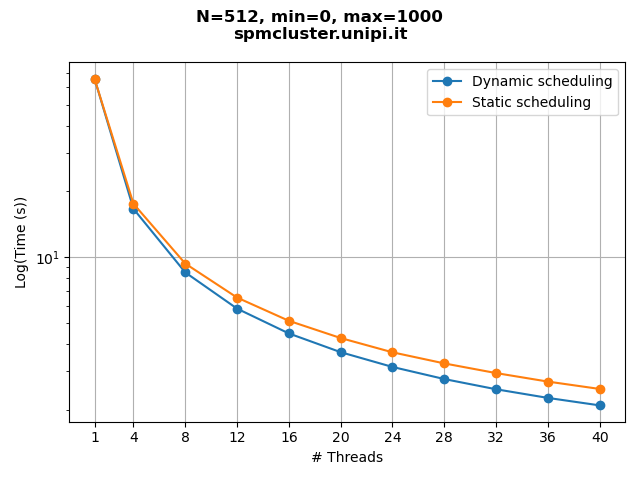 N=512, min=0, max=1000
spmcluster.unipi.it
Dynamic scheduling
Static scheduling
Log(Time (s))
10¹
1 4 8 12 16 20 24 28 32 36 40
# Threads